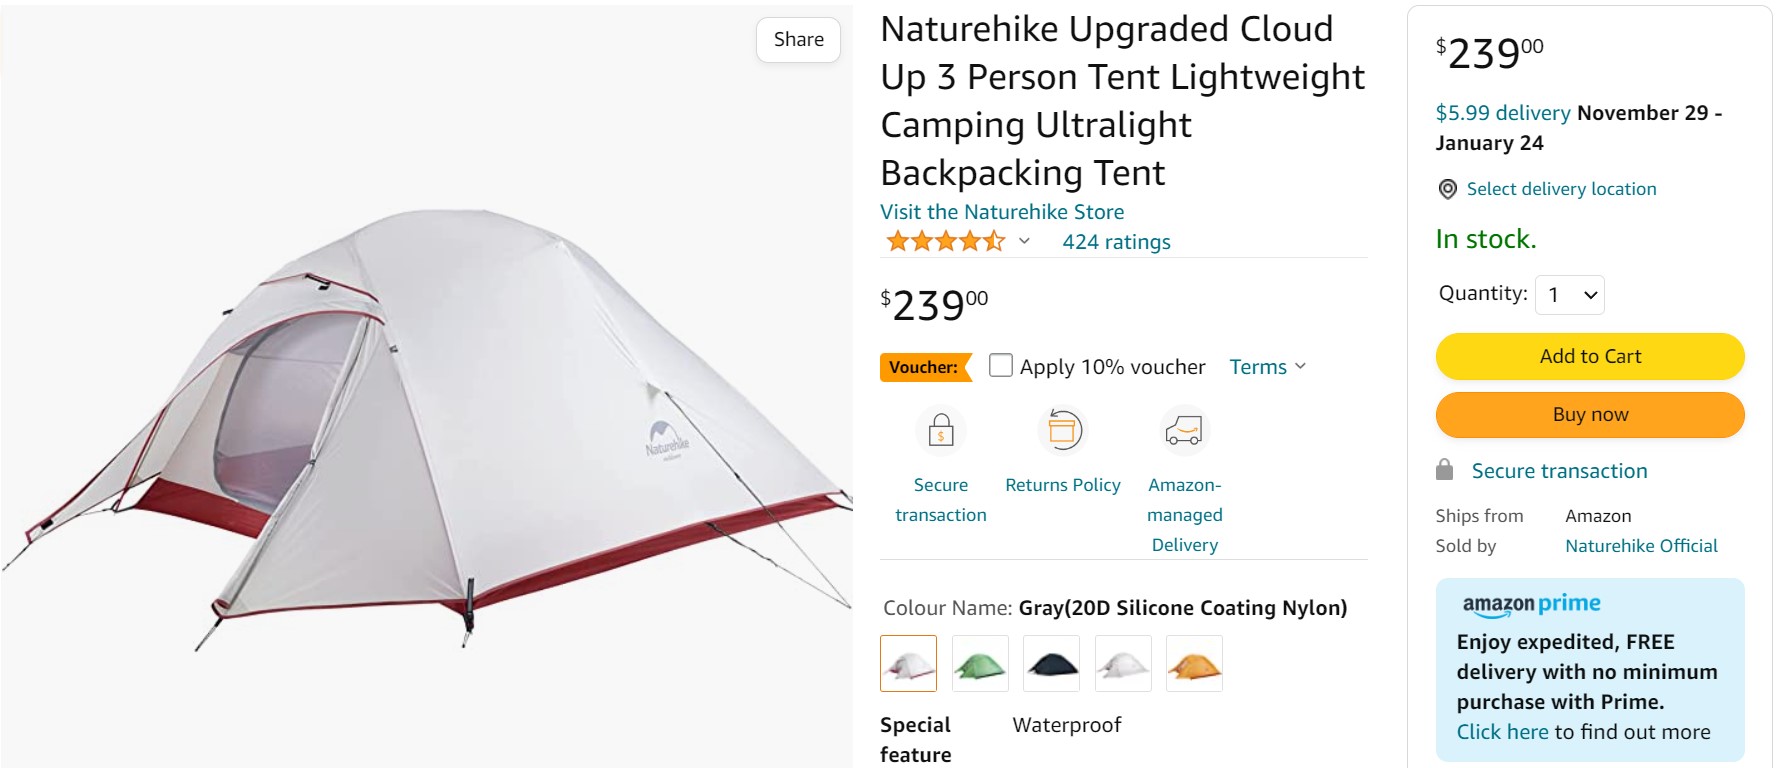 Share
Naturehike
Naturehike Upgraded Cloud
Up 3 Person Tent Lightweight
Camping Ultralight
Backpacking Tent
Visit the Naturehike Store
424 ratings
$23900
Voucher: Apply 10% voucher Terms
Secure
transaction
Returns Policy
Amazon-
managed
Delivery
Colour Name: Gray(20D Silicone Coating Nylon)
Special
feature
Waterproof
$23900
$5.99 delivery November 29 -
January 24
Select delivery location
In stock.
Quantity: 1
Add to Cart
Buy now
Secure transaction
Ships from Amazon
Sold by Naturehike Official
amazon prime
Enjoy expedited, FREE
delivery with no minimum
purchase with Prime.
Click here to find out more